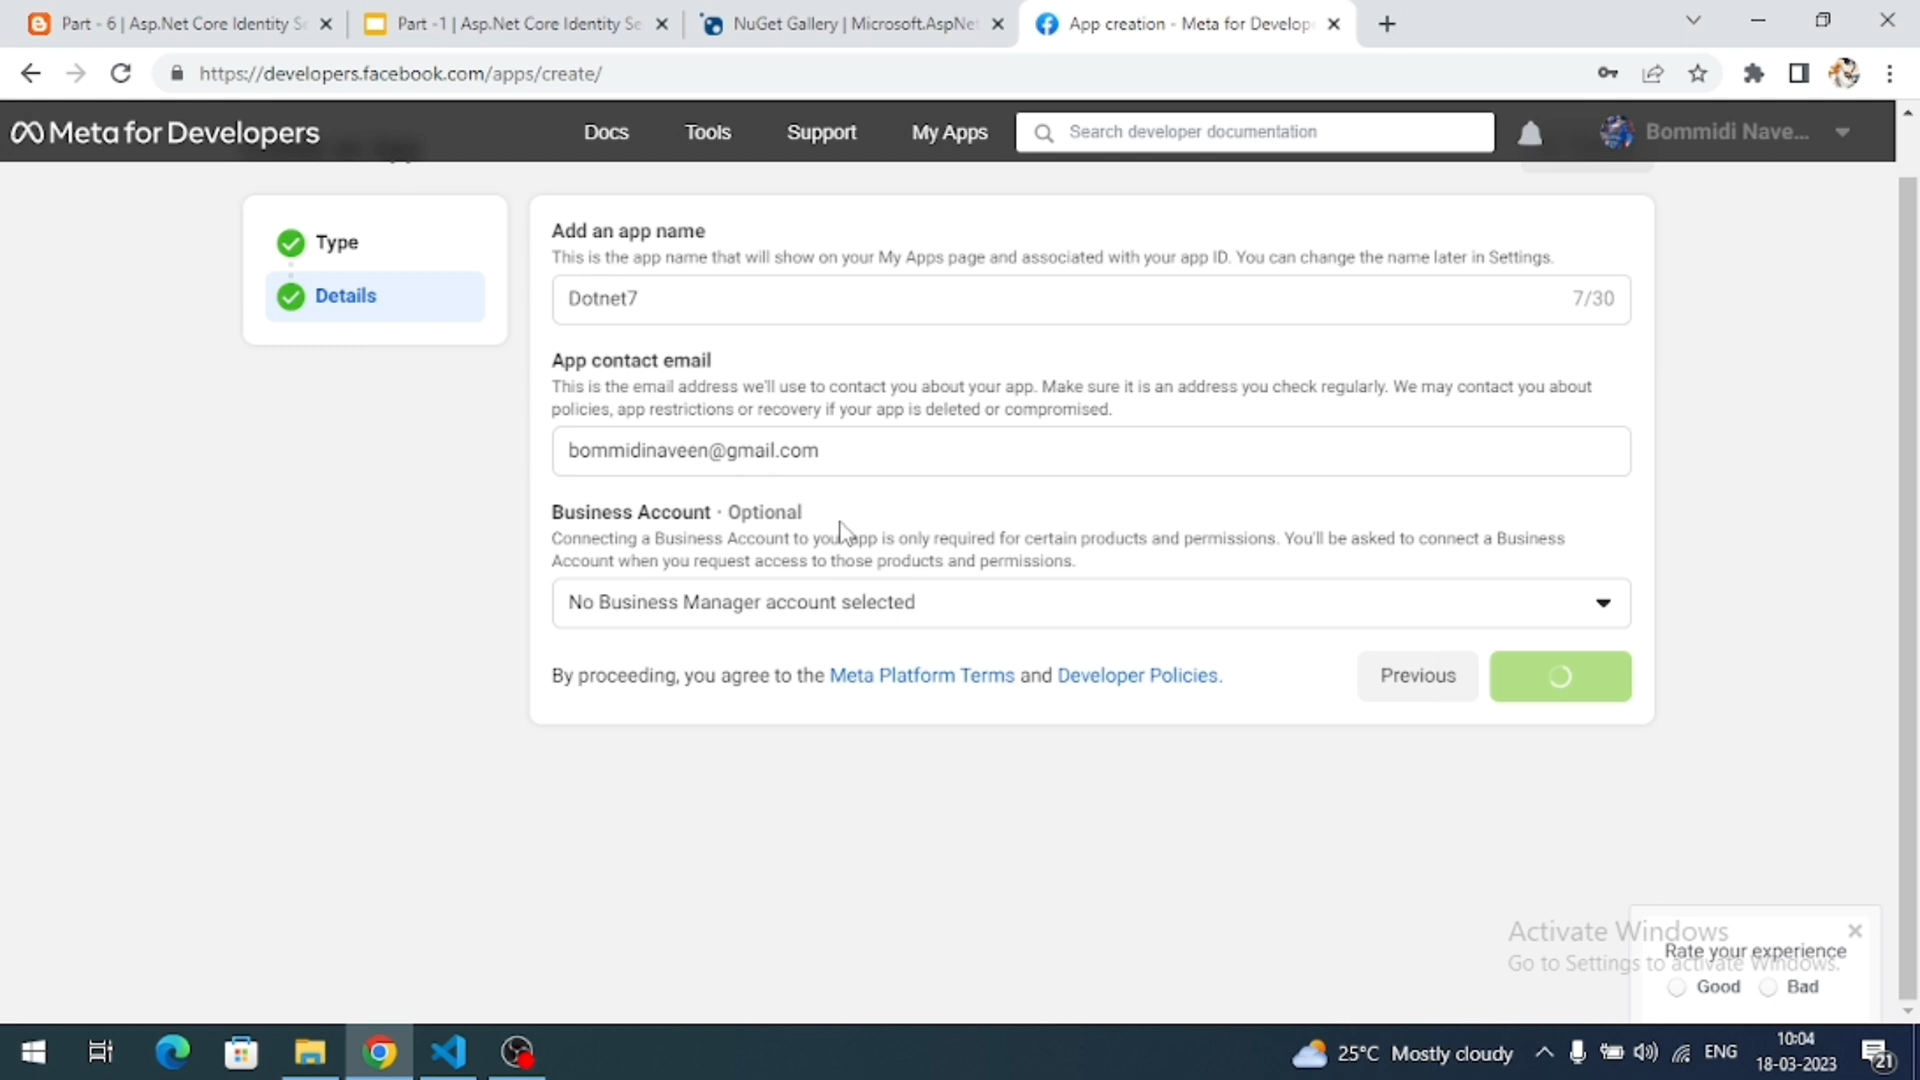 Part - 6 | Asp.Net Core Identity Se
Part -1 | Asp.Net Core Identity Se
NuGet Gallery | Microsoft.AspNet
App creation - Meta for Develop
https://developers.facebook.com/apps/create/
Meta for Developers
Docs
Tools
Support
My Apps
Search developer documentation
Bommidi Nave...
Type
Details
Add an app name
This is the app name that will show on your My Apps page and associated with your app ID. You can change the name later in Settings.
Dotnet7
7/30
App contact email
This is the email address we'll use to contact you about your app. Make sure it is an address you check regularly. We may contact you about
policies, app restrictions or recovery if your app is deleted or compromised.
bommidinaveen@gmail.com
Business Account · Optional
Connecting a Business Account to your app is only required for certain products and permissions. You'll be asked to connect a Business
Account when you request access to those products and permissions.
No Business Manager account selected
By proceeding, you agree to the Meta Platform Terms and Developer Policies.
Previous
Activate Windows
Go to Settings to activate Windows.
Rate your experience
Good
Bad
25°C Mostly cloudy
ENG
10:04
18-03-2023
21